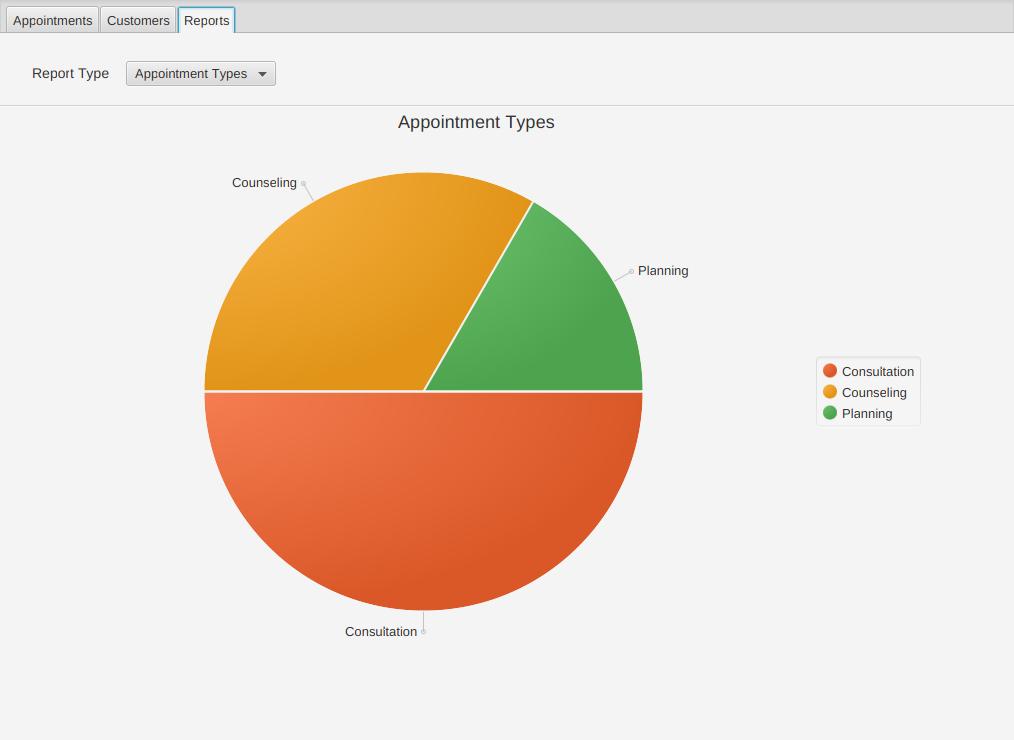 Appointments Customers Reports
Report Type Appointment Types
Appointment Types
Counseling
Planning
Consultation
Counseling
Planning
Consultation